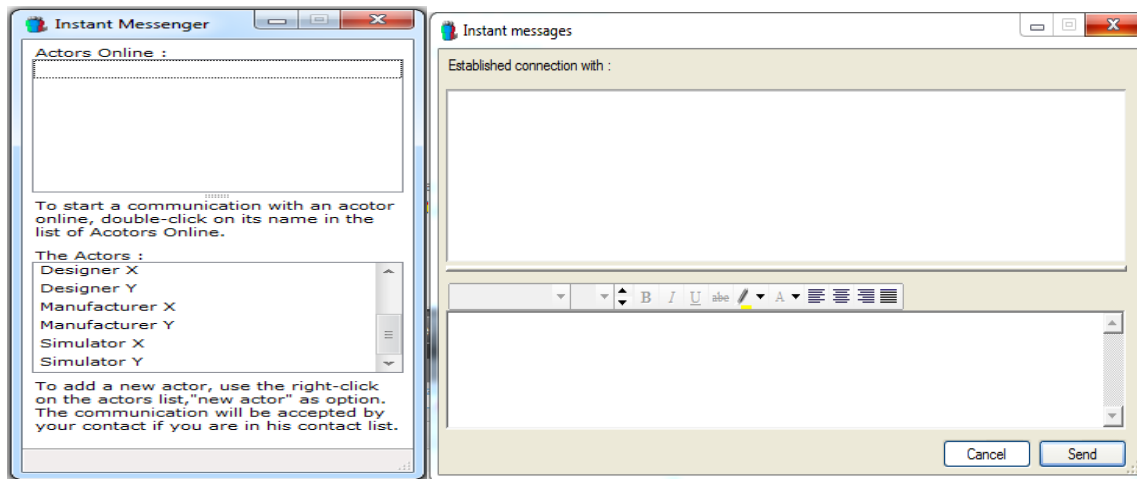 Instant Messenger
Actors Online :
To start a communication with an acotor
online, double-click on its name in the
list of Acotors Online.
The Actors :
Designer X
Designer Y
Manufacturer X
Manufacturer Y
Simulator X
Simulator Y
To add a new actor, use the right-click
on the actors list,"new actor" as option.
The communication will be accepted by
your contact if you are in his contact list.
Instant messages
Established connection with :
B I U abc A
Cancel Send